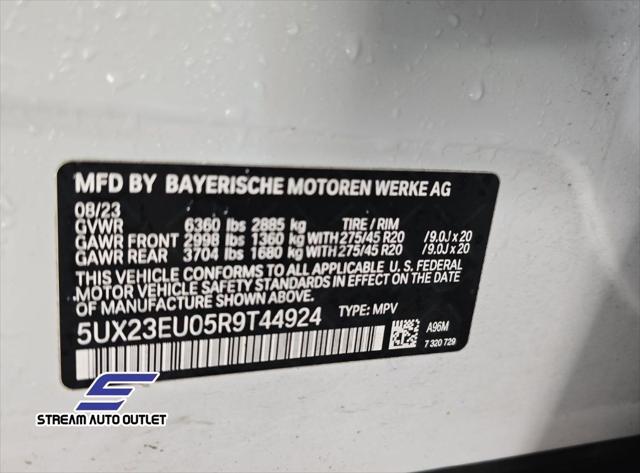 MFD BY BAYERISCHE MOTOREN WERKE AG
08/23
GVWR 6360 lbs 2885 kg TIRE / RIM
GAWR FRONT 2998 lbs 1360 kg WITH 275/45 R20 / 9.0J x 20
GAWR REAR 3704 lbs 1680 kg WITH 275/45 R20 / 9.0J x 20
THIS VEHICLE CONFORMS TO ALL APPLICABLE U.S. FEDERAL
MOTOR VEHICLE SAFETY STANDARDS IN EFFECT ON THE DATE
OF MANUFACTURE SHOWN ABOVE.
5UX23EU05R9T44924 TYPE: MPV
A96M
7 320 729
STREAM AUTO OUTLET